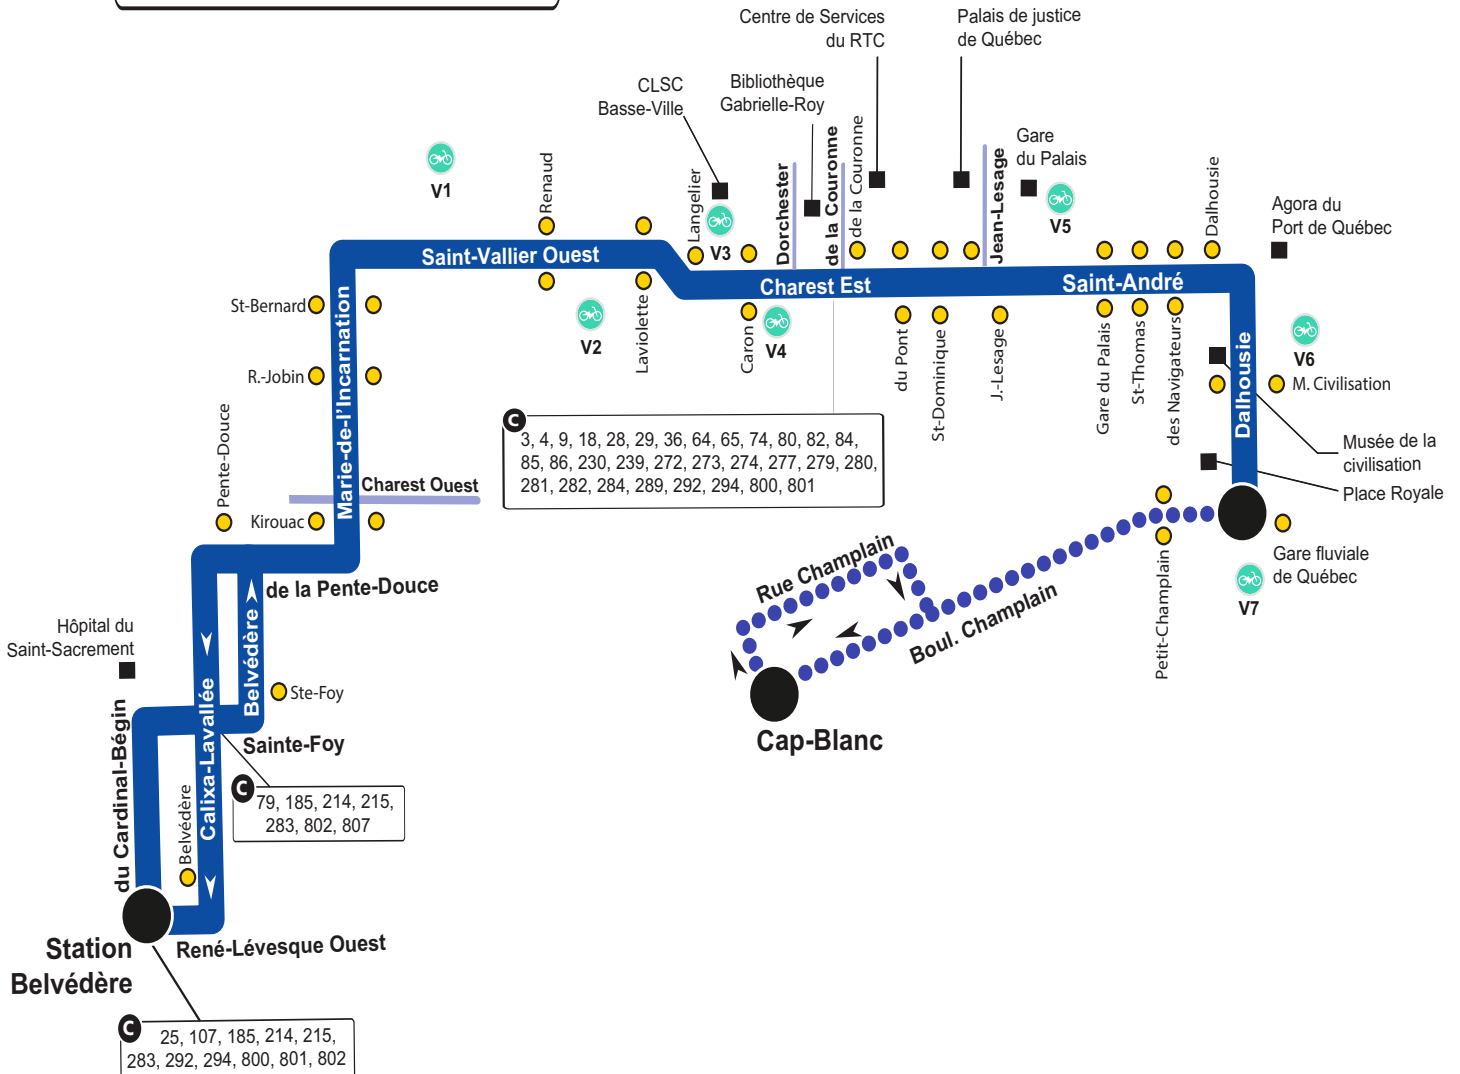 Centre de Services
du RTC
Palais de justice
de Québec
CLSC
Basse-Ville
Bibliothèque
Gabrielle-Roy
Gare
du Palais
Agora du
Port de Québec
V1
Renaud
Langelier
V3
Dorchester
de la Couronne
de la Couronne
Jean-Lesage
V5
Dalhousie
Saint-Vallier Ouest
Charest Est
Saint-André
St-Bernard
R.-Jobin
Marie-de-l'Incarnation
V2
Laviolette
Caron
V4
du Pont
St-Dominique
J.-Lesage
Gare du Palais
St-Thomas
des Navigateurs
Dalhousie
V6
M. Civilisation
Musée de la
civilisation
Place Royale
C
3, 4, 9, 18, 28, 29, 36, 64, 65, 74, 80, 82, 84,
85, 86, 230, 239, 272, 273, 274, 277, 279, 280,
281, 282, 284, 289, 292, 294, 800, 801
Pente-Douce
Charest Ouest
Kirouac
de la Pente-Douce
Rue Champlain
Boul. Champlain
Petit-Champlain
Gare fluviale
de Québec
V7
Cap-Blanc
Hôpital du
Saint-Sacrement
Belvédère
Ste-Foy
Sainte-Foy
du Cardinal-Bégin
Calixa-Lavallée
Belvédère
C
79, 185, 214, 215,
283, 802, 807
Station
Belvédère
René-Lévesque Ouest
C
25, 107, 185, 214, 215,
283, 292, 294, 800, 801, 802